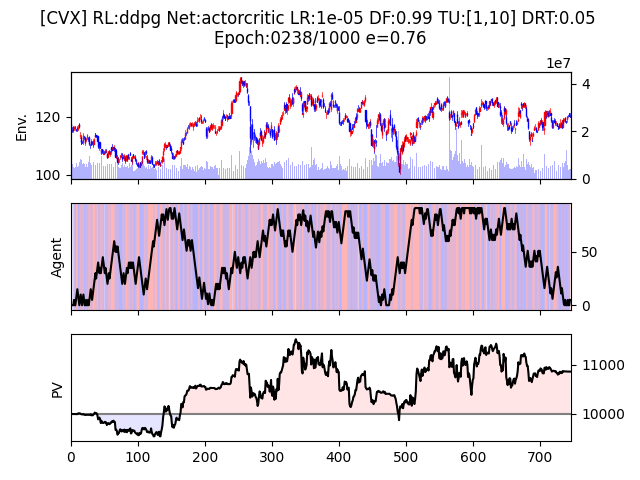 [CVX] RL:ddpg Net:actorcritic LR:1e-05 DF:0.99 TU:[1,10] DRT:0.05
Epoch:0238/1000 e=0.76
1e7
Env.
120
100
4
2
0
Agent
50
0
PV
11000
10000
0 100 200 300 400 500 600 700